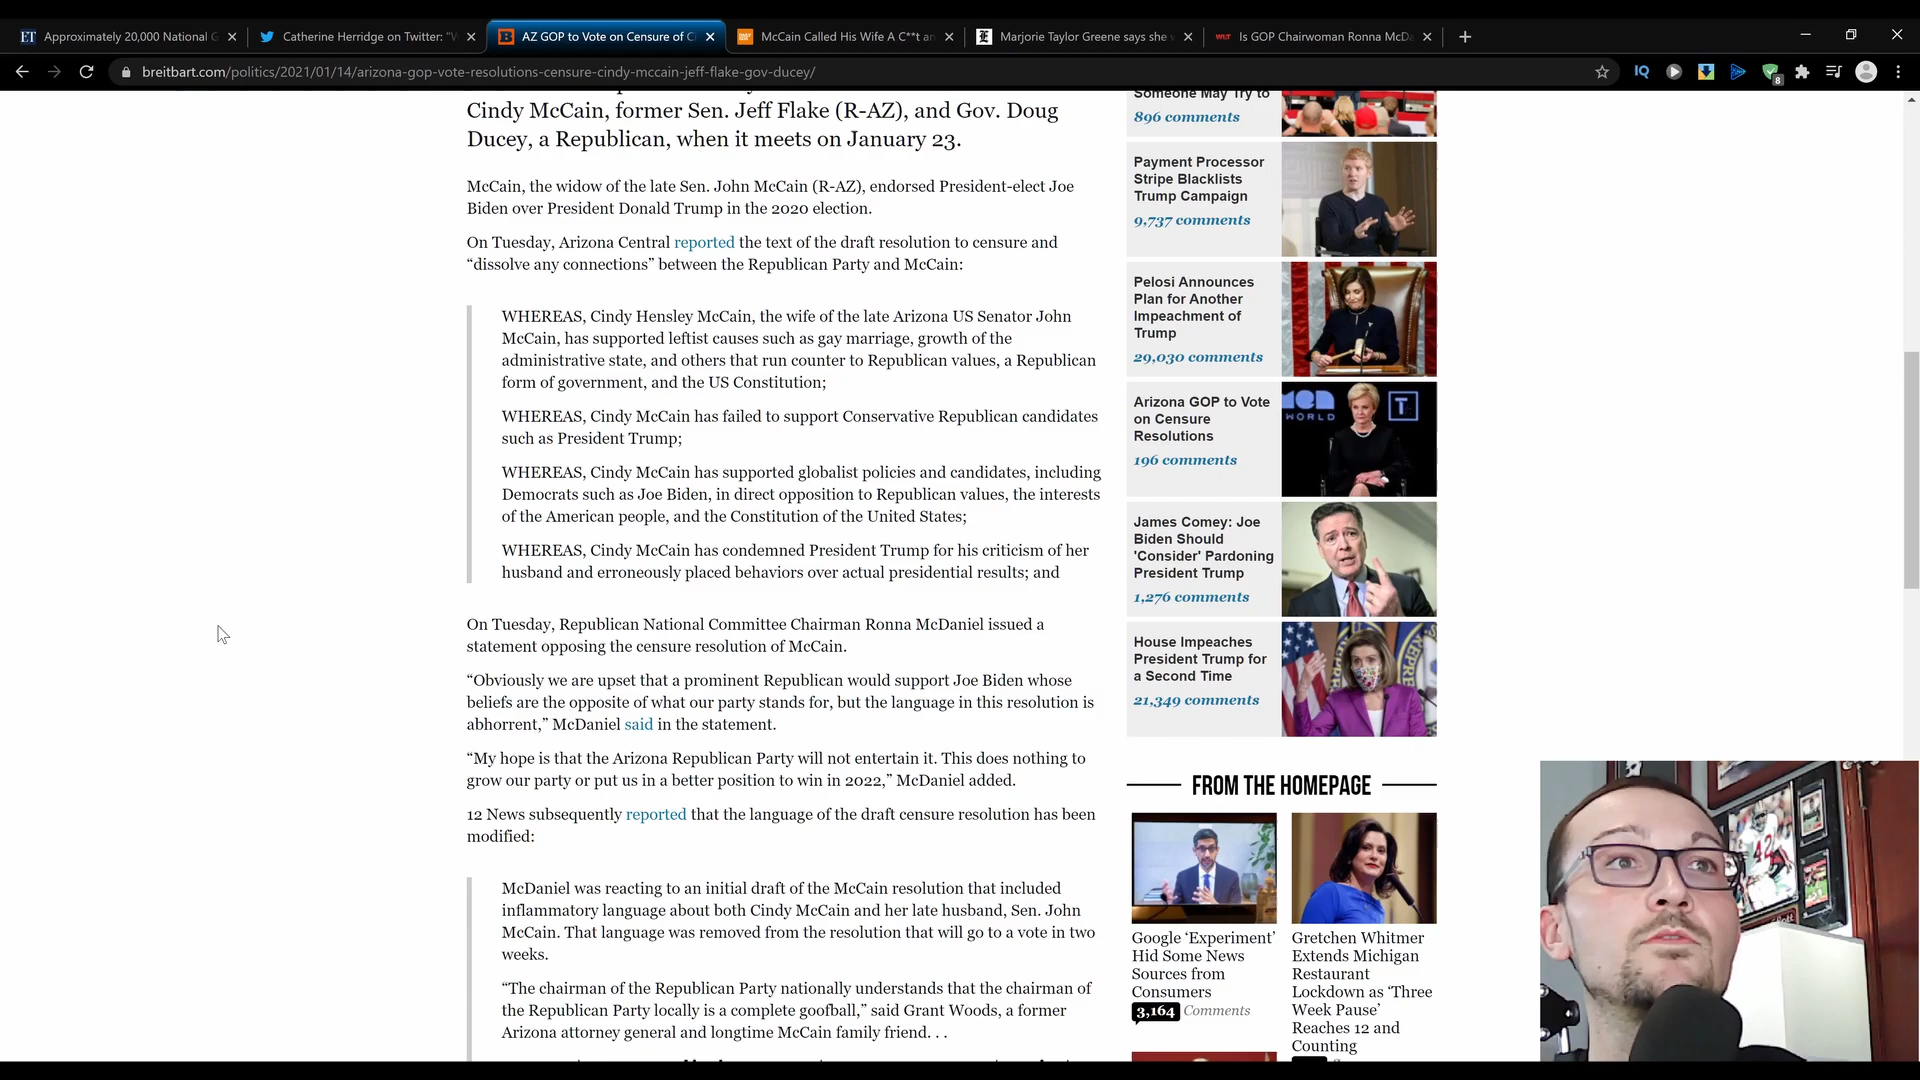 Approximately 20,000 National G
Catherine Herridge on Twitter: "W
AZ GOP to Vote on Censure of Ci
McCain Called His Wife A C**t an
Marjorie Taylor Greene says she w
Is GOP Chairwoman Ronna McDa
breitbart.com/politics/2021/01/14/arizona-gop-vote-resolutions-censure-cindy-mccain-jeff-flake-gov-ducey/
Cindy McCain, former Sen. Jeff Flake (R-AZ), and Gov. Doug
Ducey, a Republican, when it meets on January 23.
McCain, the widow of the late Sen. John McCain (R-AZ), endorsed President-elect Joe
Biden over President Donald Trump in the 2020 election.
On Tuesday, Arizona Central reported the text of the draft resolution to censure and
“dissolve any connections” between the Republican Party and McCain:
WHEREAS, Cindy Hensley McCain, the wife of the late Arizona US Senator John
McCain, has supported leftist causes such as gay marriage, growth of the
administrative state, and others that run counter to Republican values, a Republican
form of government, and the US Constitution;
WHEREAS, Cindy McCain has failed to support Conservative Republican candidates
such as President Trump;
WHEREAS, Cindy McCain has supported globalist policies and candidates, including
Democrats such as Joe Biden, in direct opposition to Republican values, the interests
of the American people, and the Constitution of the United States;
WHEREAS, Cindy McCain has condemned President Trump for his criticism of her
husband and erroneously placed behaviors over actual presidential results; and
On Tuesday, Republican National Committee Chairman Ronna McDaniel issued a
statement opposing the censure resolution of McCain.
“Obviously we are upset that a prominent Republican would support Joe Biden whose
beliefs are the opposite of what our party stands for, but the language in this resolution is
abhorrent,” McDaniel said in the statement.
“My hope is that the Arizona Republican Party will not entertain it. This does nothing to
grow our party or put us in a better position to win in 2022,” McDaniel added.
12 News subsequently reported that the language of the draft censure resolution has been
modified:
McDaniel was reacting to an initial draft of the McCain resolution that included
inflammatory language about both Cindy McCain and her late husband, Sen. John
McCain. That language was removed from the resolution that will go to a vote in two
weeks.
“The chairman of the Republican Party nationally understands that the chairman of
the Republican Party locally is a complete goofball,” said Grant Woods, a former
Arizona attorney general and longtime McCain family friend. . .
Someone May Try to
896 comments
Payment Processor
Stripe Blacklists
Trump Campaign
9,737 comments
Pelosi Announces
Plan for Another
Impeachment of
Trump
29,030 comments
Arizona GOP to Vote
on Censure
Resolutions
196 comments
James Comey: Joe
Biden Should
'Consider' Pardoning
President Trump
1,276 comments
House Impeaches
President Trump for
a Second Time
21,349 comments
FROM THE HOMEPAGE
Google ‘Experiment’
Hid Some News
Sources from
Consumers
3,164 Comments
Gretchen Whitmer
Extends Michigan
Restaurant
Lockdown as ‘Three
Week Pause’
Reaches 12 and
Counting